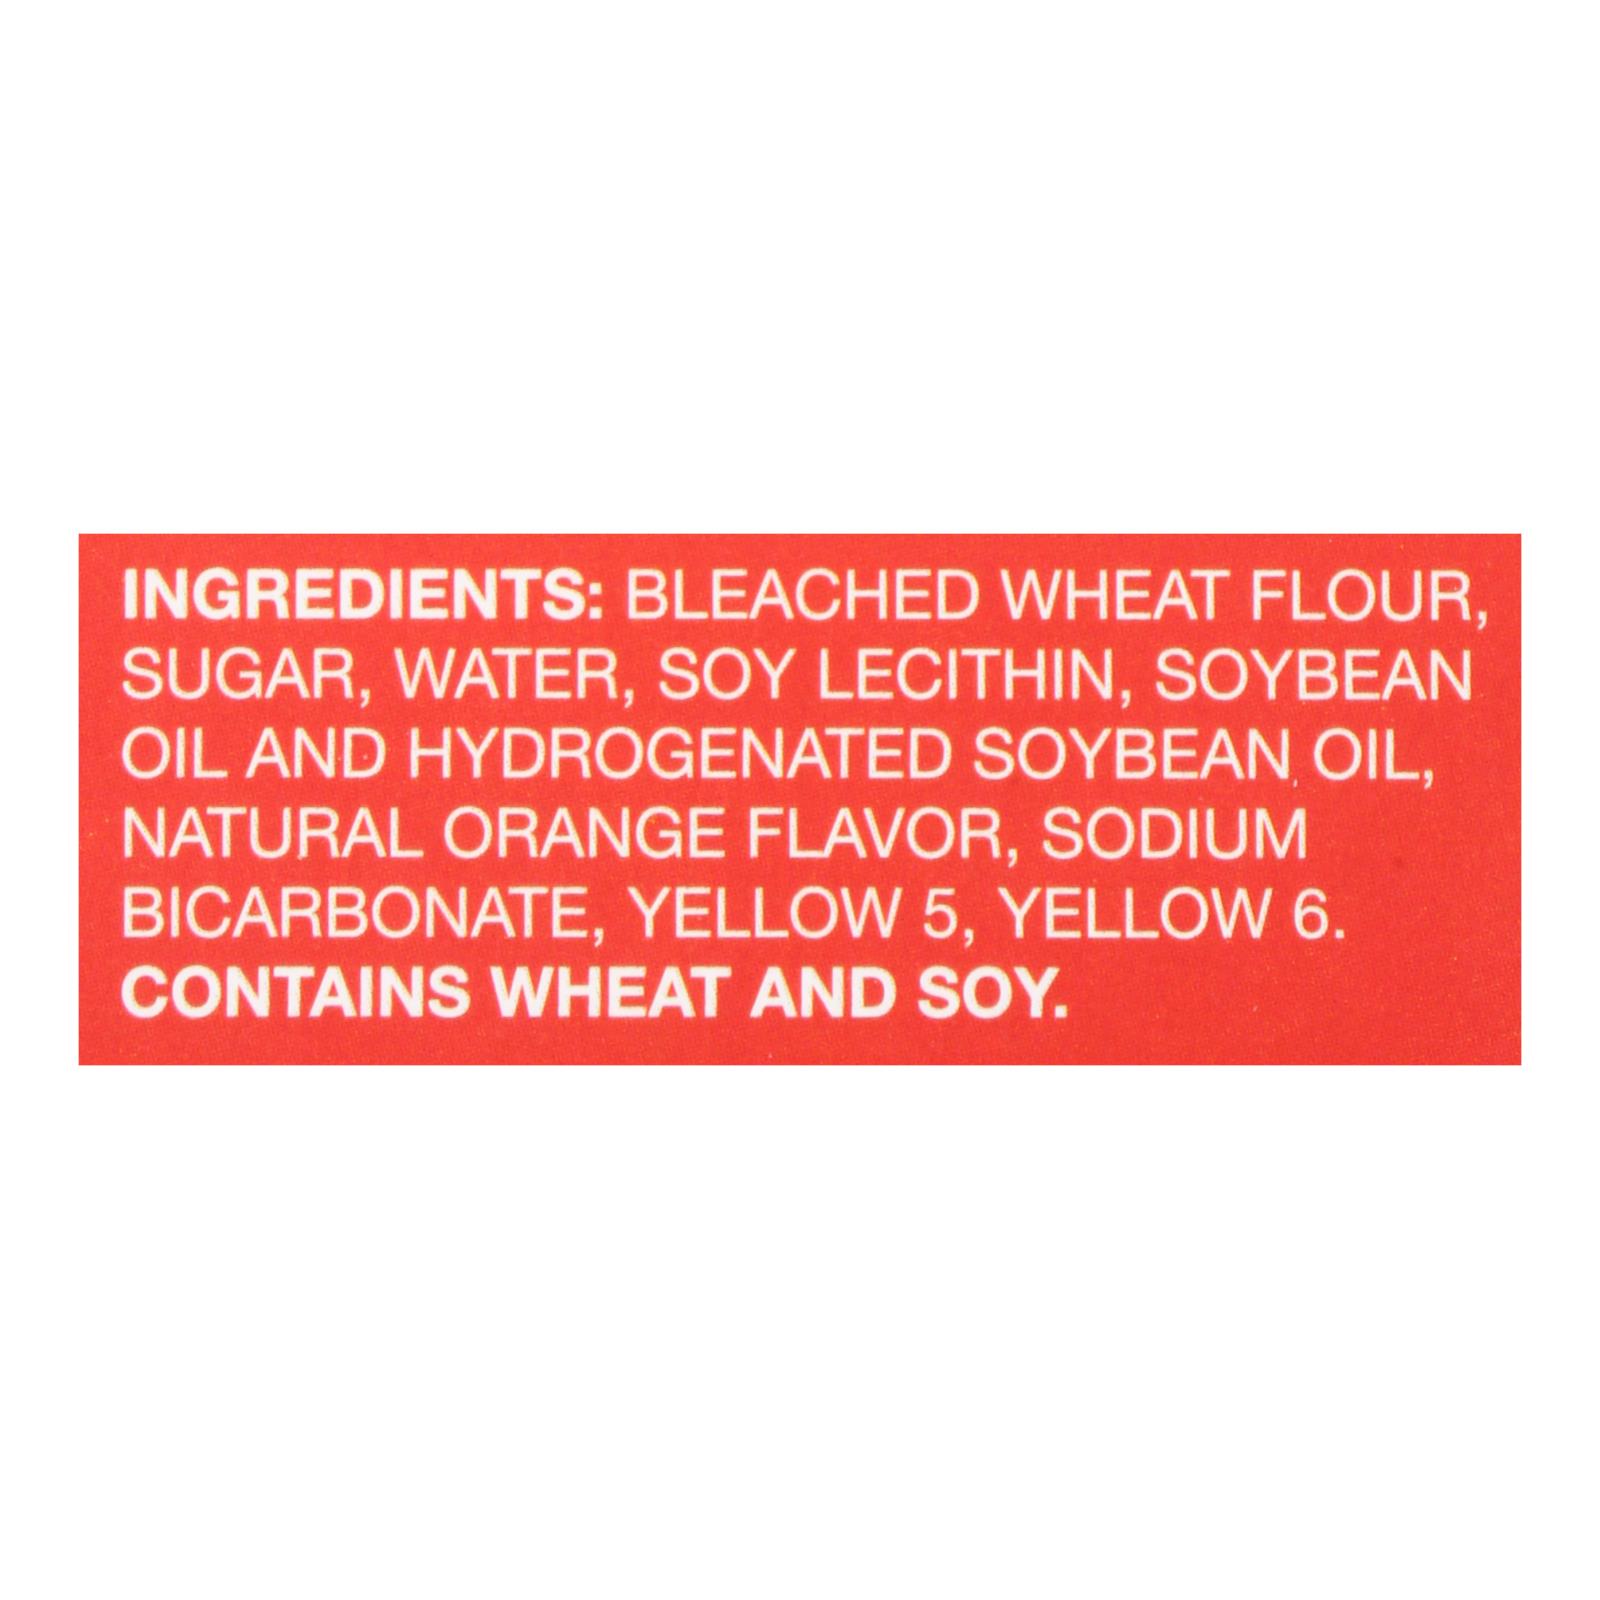 INGREDIENTS: BLEACHED WHEAT FLOUR,
SUGAR, WATER, SOY LECITHIN, SOYBEAN
OIL AND HYDROGENATED SOYBEAN OIL,
NATURAL ORANGE FLAVOR, SODIUM
BICARBONATE, YELLOW 5, YELLOW 6.
CONTAINS WHEAT AND SOY.